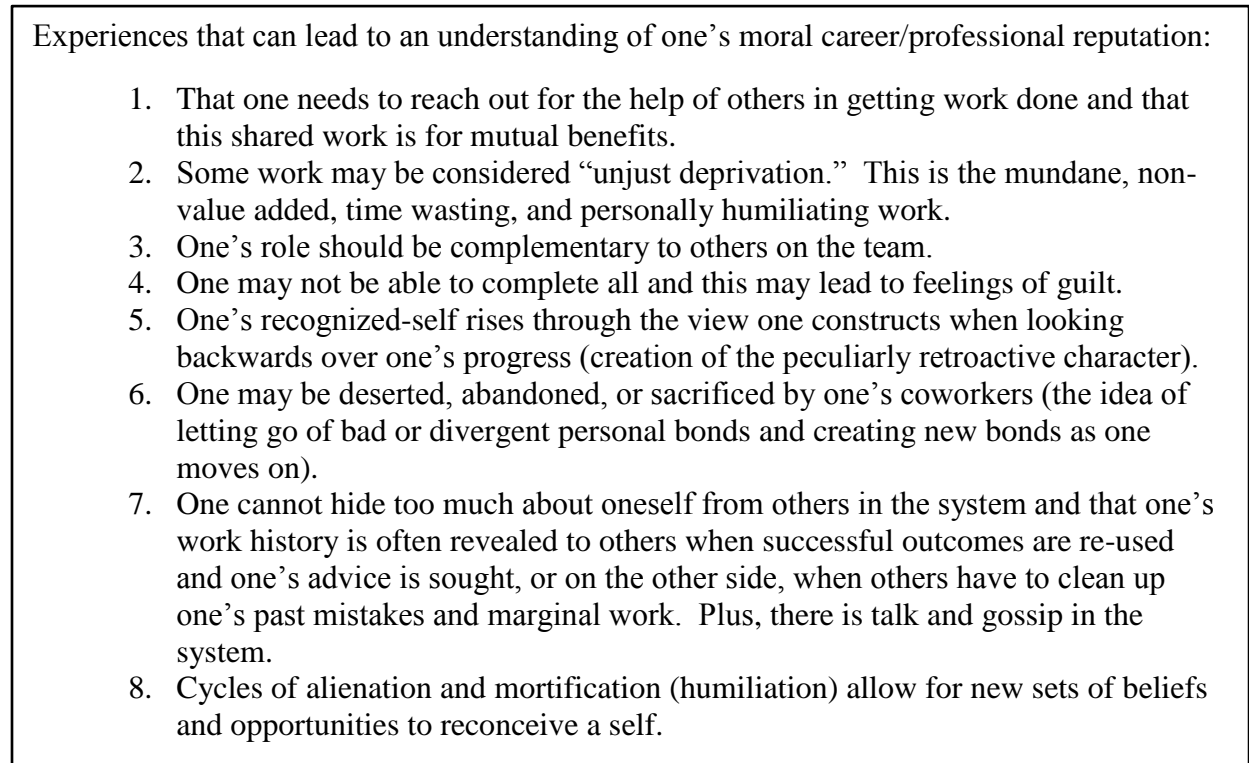 Experiences that can lead to an understanding of one’s moral career/professional reputation:
1. That one needs to reach out for the help of others in getting work done and that
this shared work is for mutual benefits.
2. Some work may be considered “unjust deprivation.” This is the mundane, non-
value added, time wasting, and personally humiliating work.
3. One’s role should be complementary to others on the team.
4. One may not be able to complete all and this may lead to feelings of guilt.
5. One’s recognized-self rises through the view one constructs when looking
backwards over one’s progress (creation of the peculiarly retroactive character).
6. One may be deserted, abandoned, or sacrificed by one’s coworkers (the idea of
letting go of bad or divergent personal bonds and creating new bonds as one
moves on).
7. One cannot hide too much about oneself from others in the system and that one’s
work history is often revealed to others when successful outcomes are re-used
and one’s advice is sought, or on the other side, when others have to clean up
one’s past mistakes and marginal work. Plus, there is talk and gossip in the
system.
8. Cycles of alienation and mortification (humiliation) allow for new sets of beliefs
and opportunities to reconceive a self.